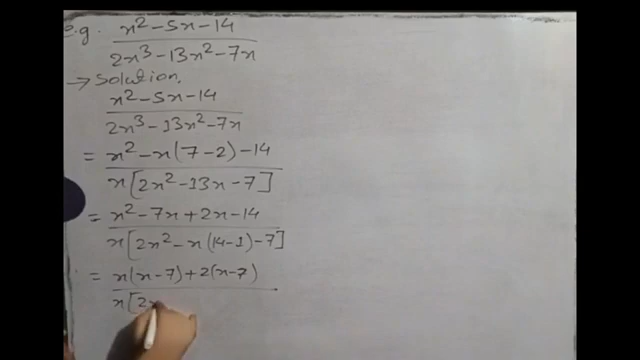 e.g. x² - 5x - 14
2x³ - 13x² - 7x
→ Solution.
x² - 5x - 14
2x³ - 13x² - 7x
= x² - x(7 - 2) - 14
x[2x² - 13x - 7]
= x² - 7x + 2x - 14
x[2x² - x(14 - 1) - 7]
= x(x - 7) + 2(x - 7)
x[2x